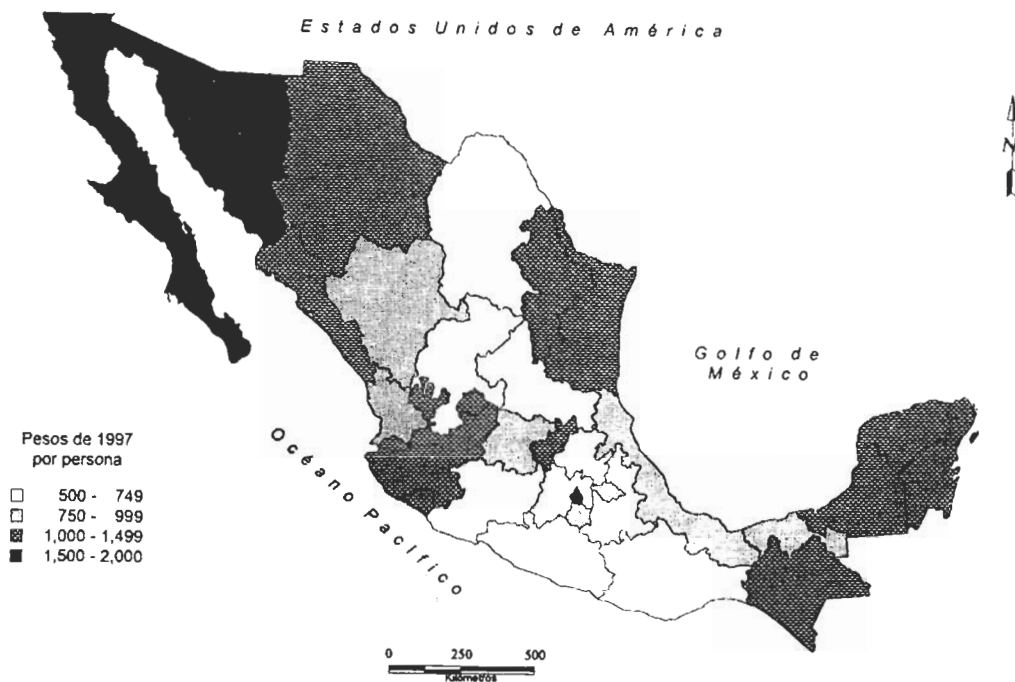 Estados Unidos de América
N
Golfo de
México
Océano Pacífico
Pesos de 1997
por persona
500 - 749
750 - 999
1,000 - 1,499
1,500 - 2,000
0 250 500
Kilómetros